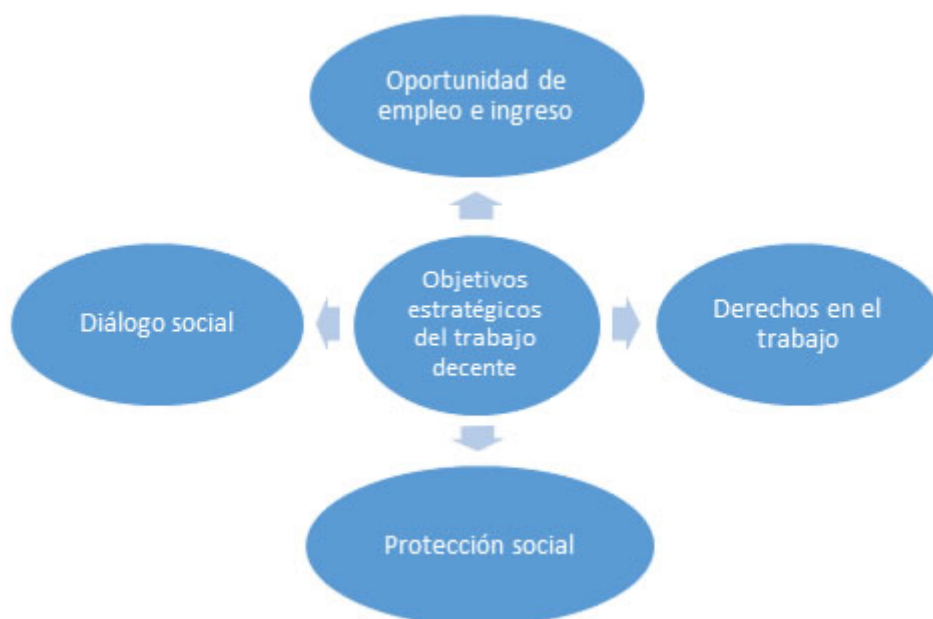 Oportunidad de
empleo e ingreso
Diálogo social
Objetivos
estratégicos
del trabajo
decente
Derechos en el
trabajo
Protección social